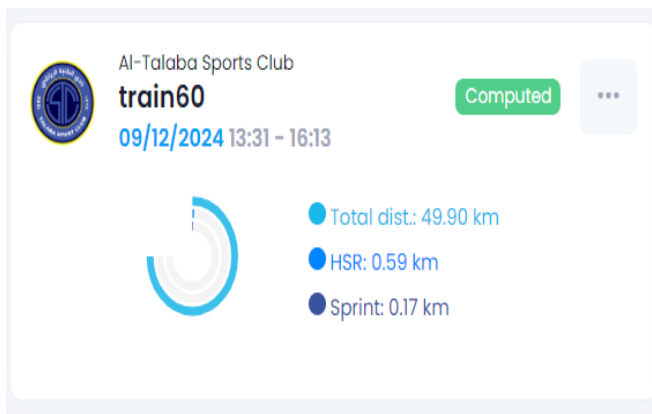 Al-Talaba Sports Club
train60
Computed
09/12/2024 13:31 - 16:13
Total dist.: 49.90 km
HSR: 0.59 km
Sprint: 0.17 km